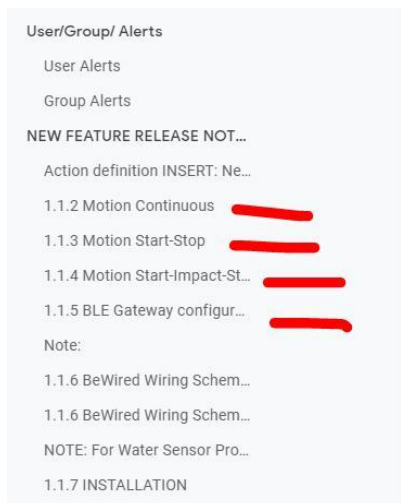 User/Group/ Alerts
User Alerts
Group Alerts
NEW FEATURE RELEASE NOT...
Action definition INSERT: Ne...
1.1.2 Motion Continuous
1.1.3 Motion Start-Stop
1.1.4 Motion Start-Impact-St...
1.1.5 BLE Gateway configur...
Note:
1.1.6 BeWired Wiring Schem...
1.1.6 BeWired Wiring Schem...
NOTE: For Water Sensor Pro...
1.1.7 INSTALLATION